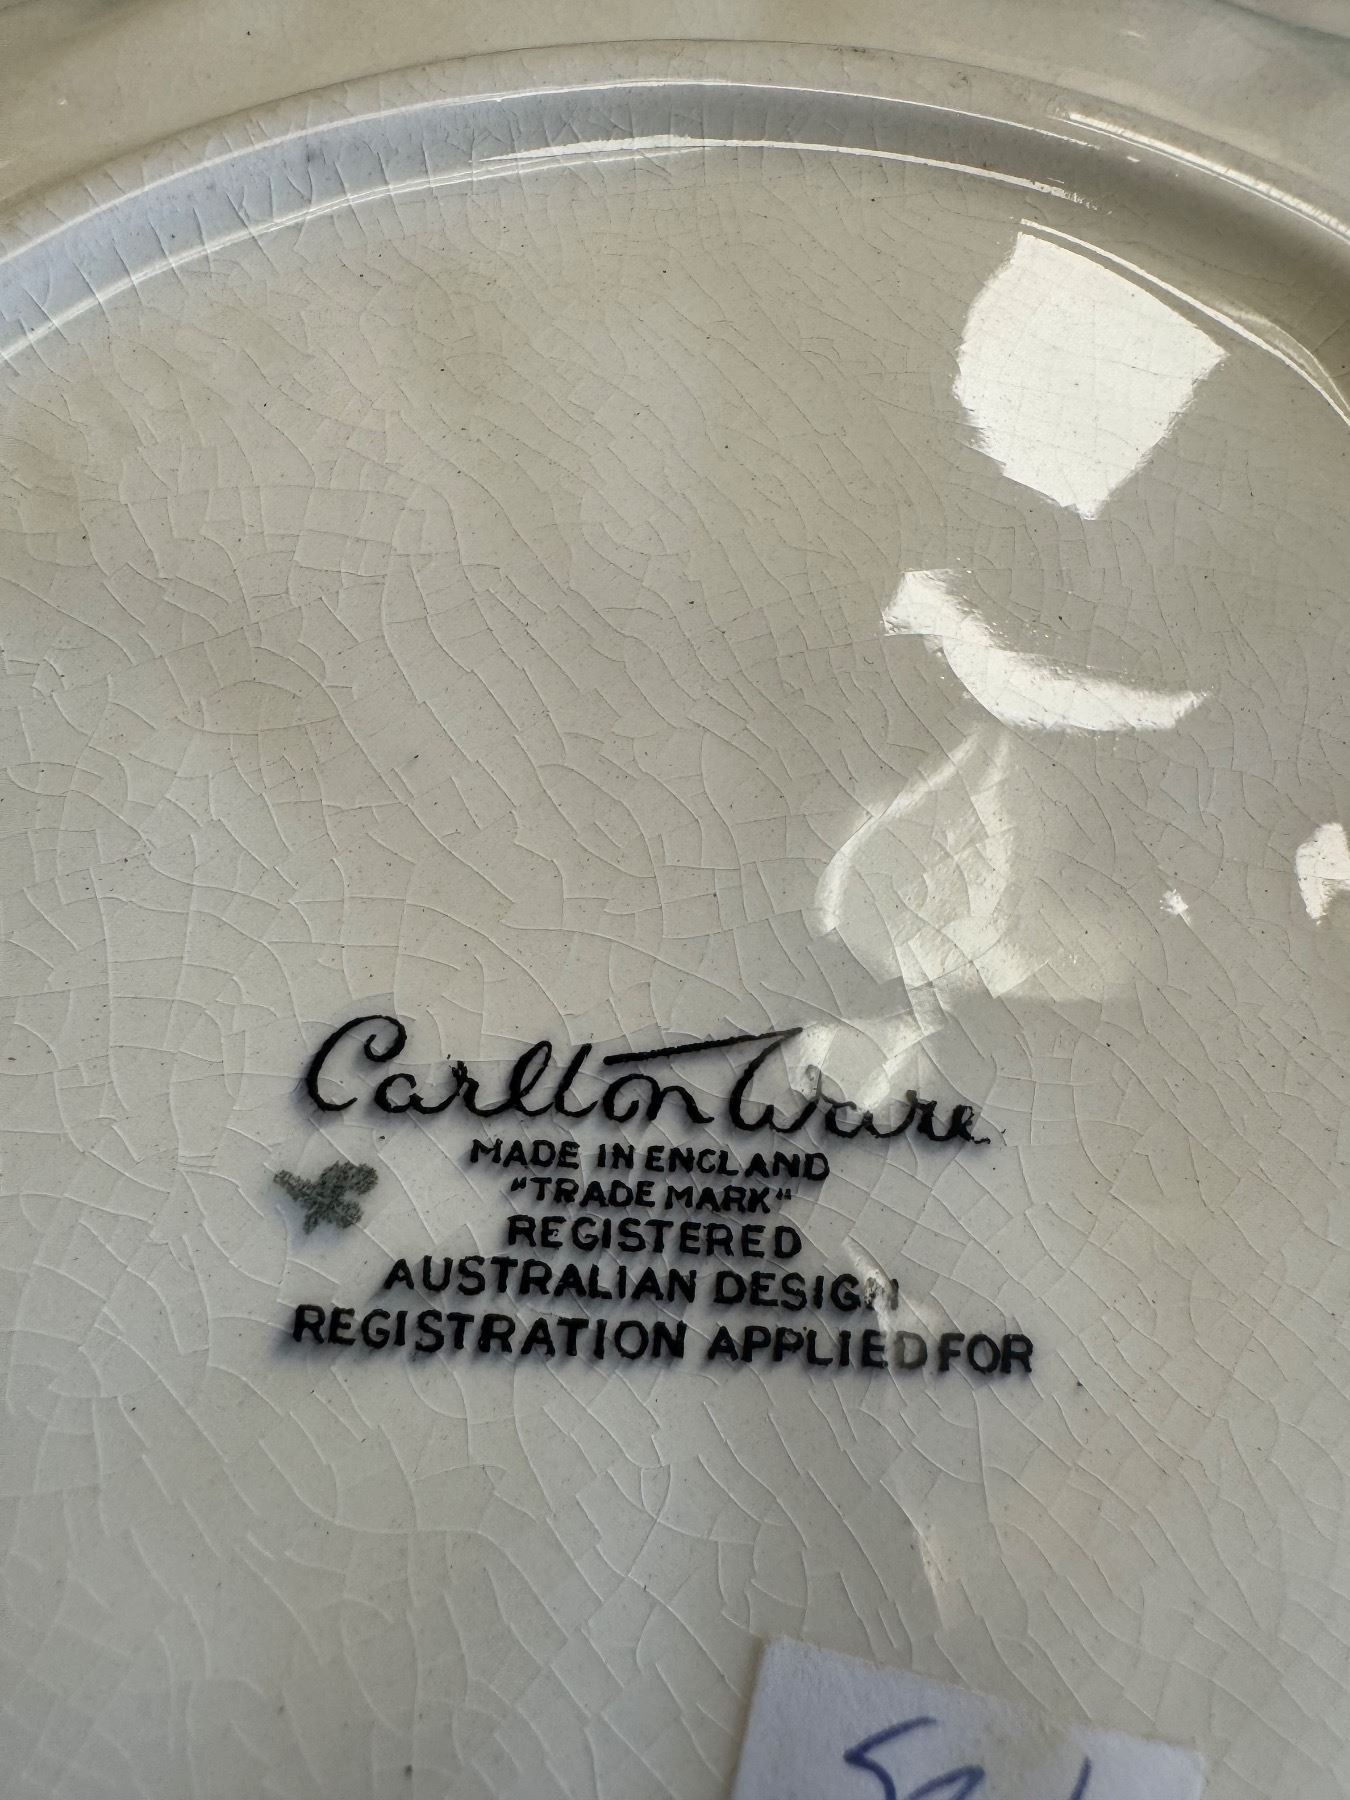 Carlton Ware
MADE IN ENGLAND
"TRADE MARK"
REGISTERED
AUSTRALIAN DESIGN
REGISTRATION APPLIED FOR